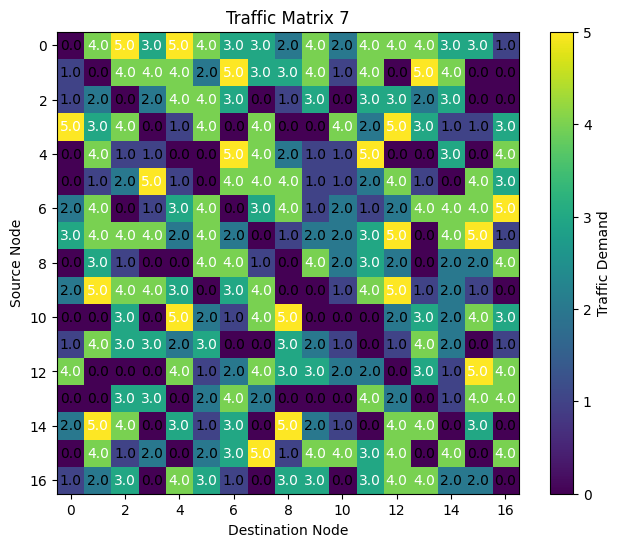 Traffic Matrix 7
0 0.0 4.0 5.0 3.0 5.0 4.0 3.0 3.0 2.0 4.0 2.0 4.0 4.0 4.0 3.0 3.0 1.0
1.0 0.0 4.0 4.0 4.0 2.0 5.0 3.0 3.0 4.0 1.0 4.0 0.0 5.0 4.0 0.0 0.0
2 1.0 2.0 0.0 2.0 4.0 4.0 3.0 0.0 1.0 3.0 0.0 3.0 3.0 2.0 3.0 0.0 0.0
5.0 3.0 4.0 0.0 1.0 4.0 0.0 4.0 0.0 0.0 4.0 2.0 5.0 3.0 1.0 1.0 3.0
4 0.0 4.0 1.0 1.0 0.0 0.0 5.0 4.0 2.0 1.0 1.0 5.0 0.0 0.0 3.0 0.0 4.0
0.0 1.0 2.0 5.0 1.0 0.0 4.0 4.0 4.0 1.0 1.0 2.0 4.0 1.0 0.0 4.0 3.0
6 2.0 4.0 0.0 1.0 3.0 4.0 0.0 3.0 4.0 1.0 2.0 1.0 2.0 4.0 4.0 4.0 5.0
3.0 4.0 4.0 4.0 2.0 4.0 2.0 0.0 1.0 2.0 2.0 3.0 5.0 0.0 4.0 5.0 1.0
8 0.0 3.0 1.0 0.0 0.0 4.0 4.0 1.0 0.0 4.0 2.0 3.0 2.0 0.0 2.0 2.0 4.0
2.0 5.0 4.0 4.0 3.0 0.0 3.0 4.0 0.0 0.0 1.0 4.0 5.0 1.0 2.0 1.0 0.0
10 0.0 0.0 3.0 0.0 5.0 2.0 1.0 4.0 5.0 0.0 0.0 0.0 2.0 3.0 2.0 4.0 3.0
1.0 4.0 3.0 3.0 2.0 3.0 0.0 0.0 3.0 2.0 1.0 0.0 1.0 4.0 2.0 0.0 1.0
12 4.0 0.0 0.0 0.0 4.0 1.0 2.0 4.0 3.0 3.0 2.0 2.0 0.0 3.0 1.0 5.0 4.0
0.0 0.0 3.0 3.0 0.0 2.0 4.0 2.0 0.0 0.0 0.0 4.0 2.0 0.0 1.0 4.0 4.0
14 2.0 5.0 4.0 0.0 3.0 1.0 3.0 0.0 5.0 2.0 1.0 0.0 4.0 4.0 0.0 3.0 0.0
0.0 4.0 1.0 2.0 0.0 2.0 3.0 5.0 1.0 4.0 4.0 3.0 4.0 0.0 4.0 0.0 4.0
16 1.0 2.0 3.0 0.0 4.0 3.0 1.0 0.0 3.0 3.0 0.0 3.0 4.0 4.0 2.0 2.0 0.0
0 2 4 6 8 10 12 14 16
Destination Node
Source Node
5
4
3
2
1
0
Traffic Demand